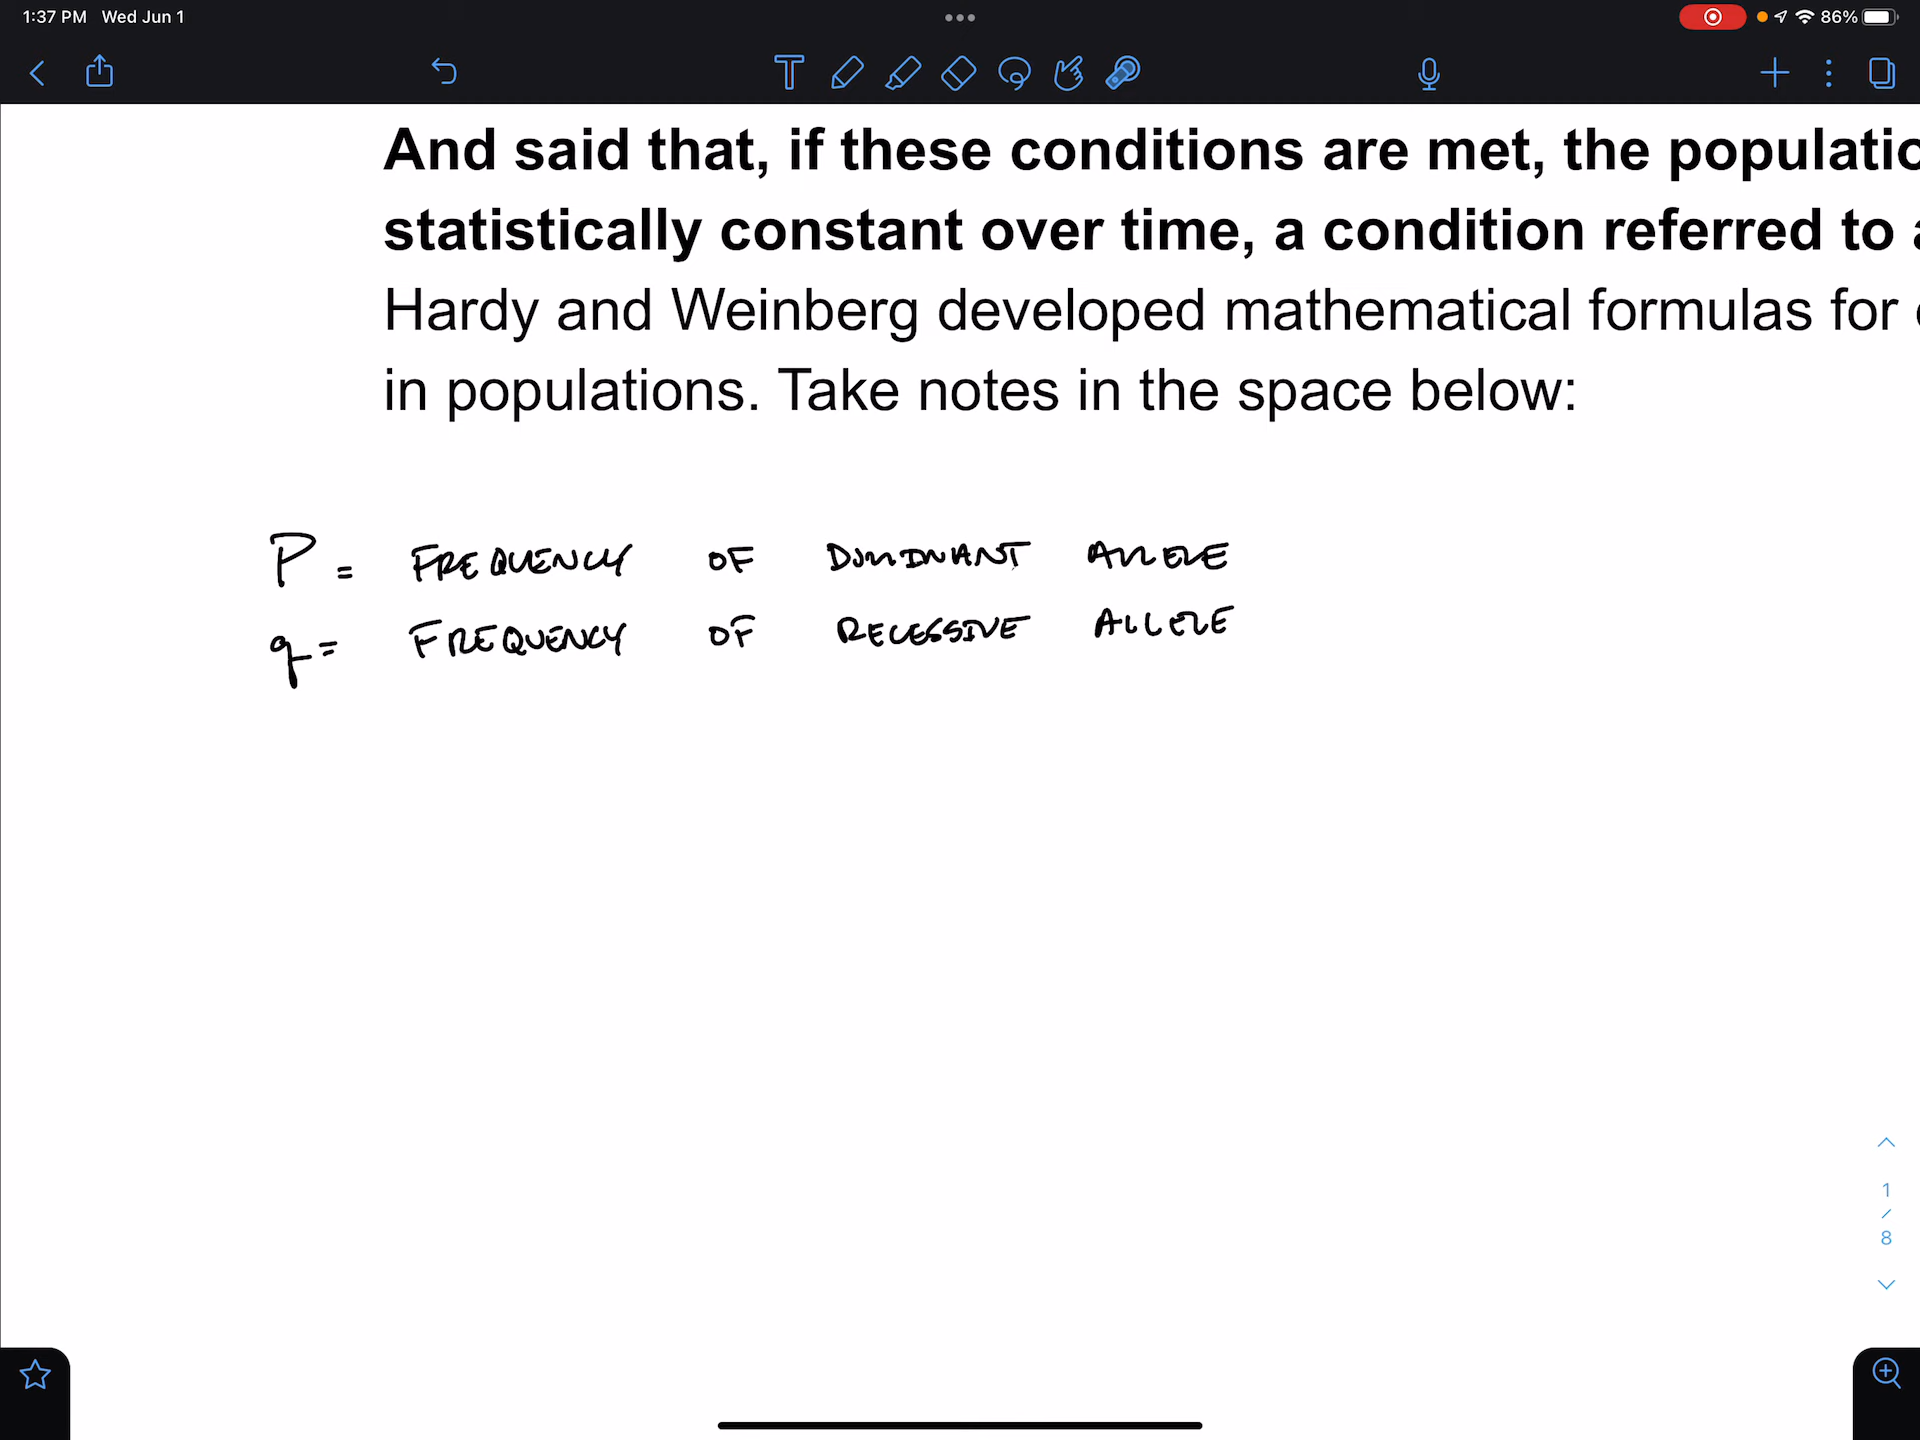 1:37 PM Wed Jun 1
86%
And said that, if these conditions are met, the populatio
statistically constant over time, a condition referred to a
Hardy and Weinberg developed mathematical formulas for
in populations. Take notes in the space below:
P = FREQUENCY OF DOMINANT ALLELE
q = FREQUENCY OF RECESSIVE ALLELE
1
/
8